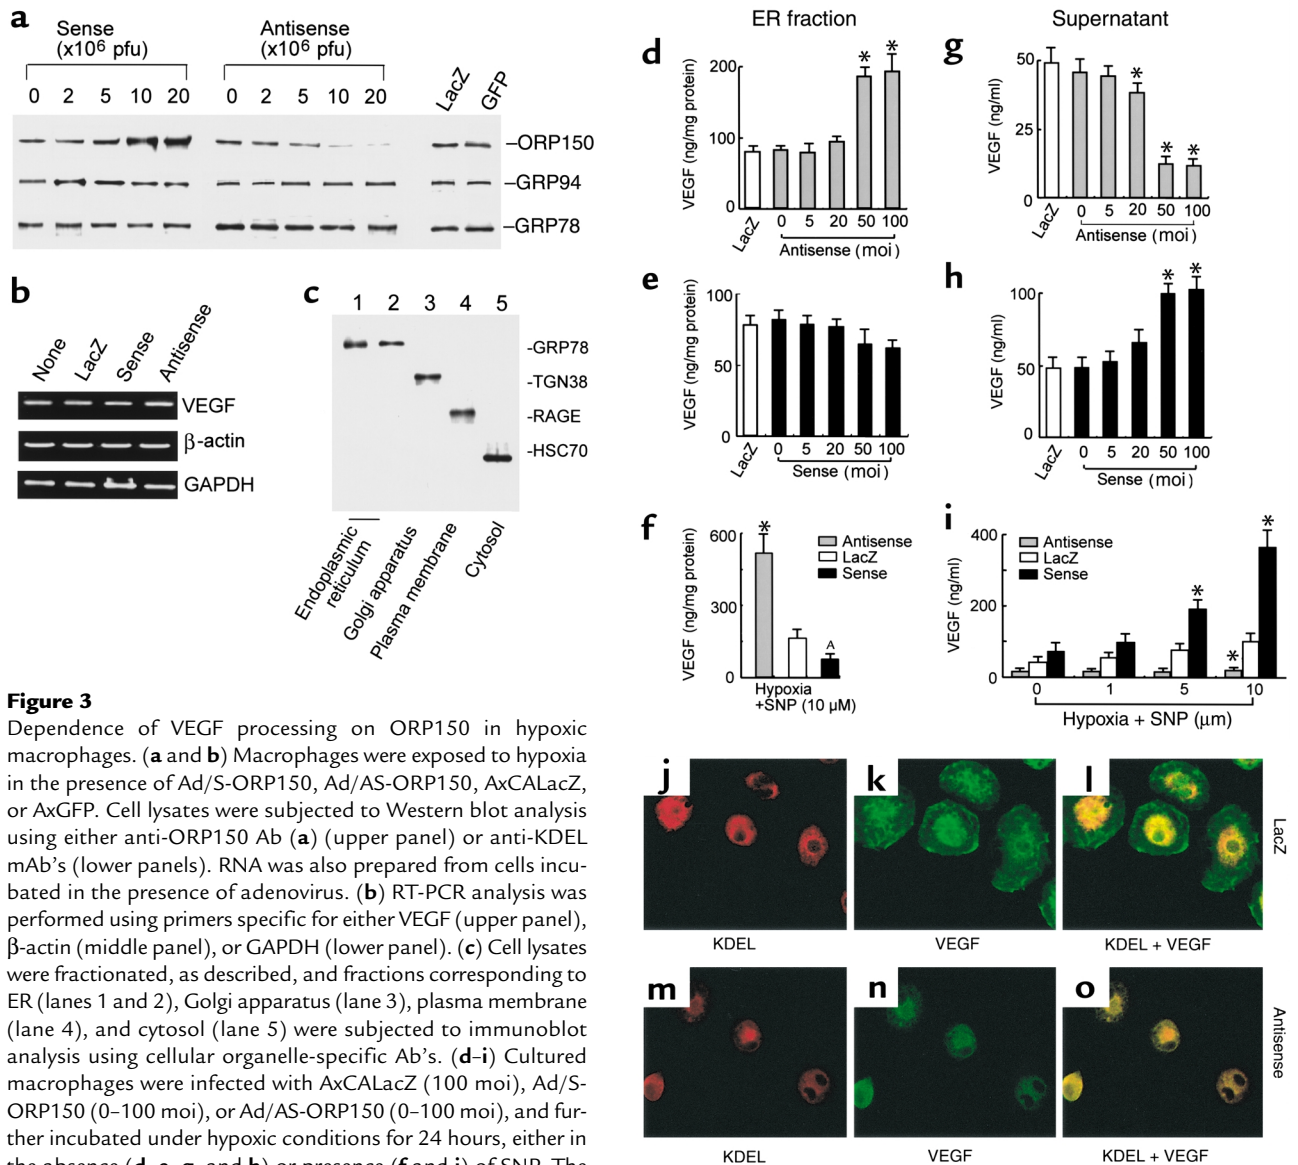 a
Sense
(x10⁶ pfu)
Antisense
(x10⁶ pfu)
0 2 5 10 20
0 2 5 10 20
LacZ
GFP
–ORP150
–GRP94
–GRP78
b
None
LacZ
Sense
Antisense
VEGF
β-actin
GAPDH
c
1 2 3 4 5
-GRP78
-TGN38
-RAGE
-HSC70
Endoplasmic
reticulum
Golgi apparatus
Plasma membrane
Cytosol
Figure 3
Dependence of VEGF processing on ORP150 in hypoxic
macrophages. (a and b) Macrophages were exposed to hypoxia
in the presence of Ad/S-ORP150, Ad/AS-ORP150, AxCALacZ,
or AxGFP. Cell lysates were subjected to Western blot analysis
using either anti-ORP150 Ab (a) (upper panel) or anti-KDEL
mAb's (lower panels). RNA was also prepared from cells incu-
bated in the presence of adenovirus. (b) RT-PCR analysis was
performed using primers specific for either VEGF (upper panel),
β-actin (middle panel), or GAPDH (lower panel). (c) Cell lysates
were fractionated, as described, and fractions corresponding to
ER (lanes 1 and 2), Golgi apparatus (lane 3), plasma membrane
(lane 4), and cytosol (lane 5) were subjected to immunoblot
analysis using cellular organelle-specific Ab's. (d–i) Cultured
macrophages were infected with AxCALacZ (100 moi), Ad/S-
ORP150 (0–100 moi), or Ad/AS-ORP150 (0–100 moi), and fur-
ther incubated under hypoxic conditions for 24 hours, either in
the absence (d, e, g, and h) or presence (f and i) of SNP. The
ER fraction
d
VEGF (ng/mg protein)
200
100
0
* *
LacZ
0 5 20 50 100
Antisense (moi)
Supernatant
g
VEGF (ng/ml)
50
25
0
* * *
LacZ
0 5 20 50 100
Antisense (moi)
e
VEGF (ng/mg protein)
100
50
0
LacZ
0 5 20 50 100
Sense (moi)
h
VEGF (ng/ml)
100
50
0
* *
LacZ
0 5 20 50 100
Sense (moi)
f
VEGF (ng/mg protein)
600
300
0
*
A
Antisense
LacZ
Sense
Hypoxia
+SNP (10 μM)
i
VEGF (ng/ml)
400
200
0
Antisense
LacZ
Sense
* * *
0 1 5 10
Hypoxia + SNP (μm)
j
k
l
LacZ
KDEL
VEGF
KDEL + VEGF
m
n
o
Antisense
KDEL
VEGF
KDEL + VEGF